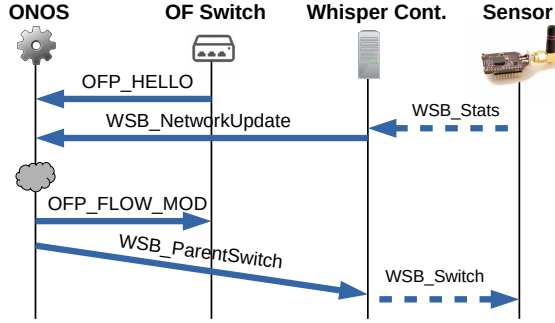 ONOS OF Switch Whisper Cont. Sensor
OFP_HELLO
WSB_Stats
WSB_NetworkUpdate
OFP_FLOW_MOD
WSB_ParentSwitch
WSB_Switch